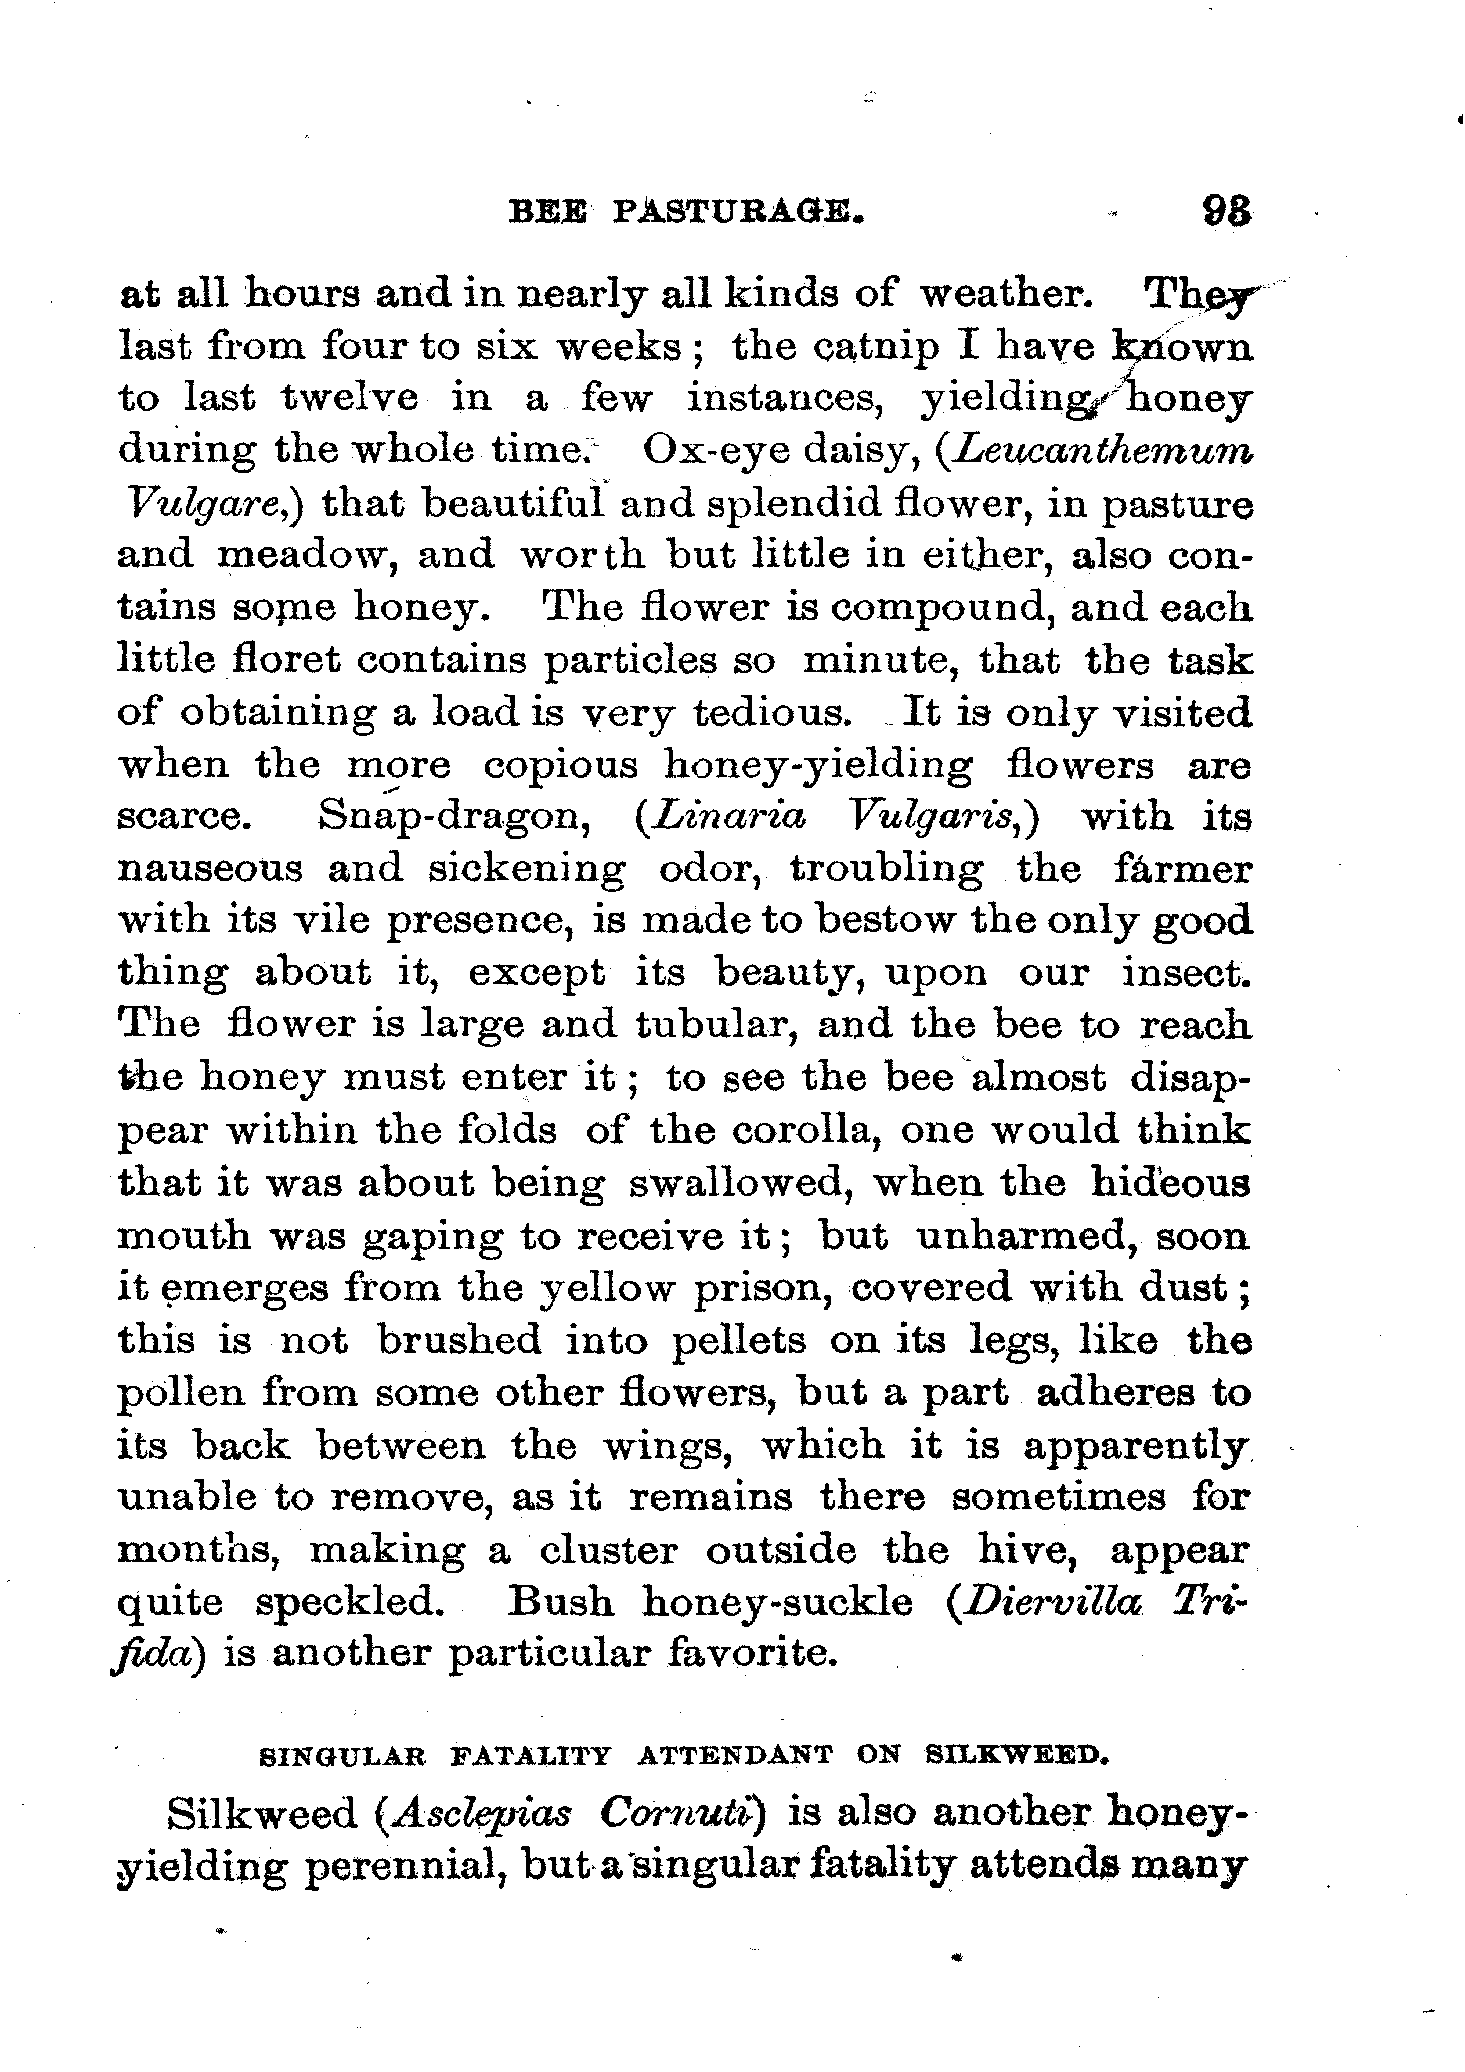 BEE PASTURAGE. 93
at all hours and in nearly all kinds of weather. They
last from four to six weeks; the catnip I have known
to last twelve in a few instances, yielding honey
during the whole time. Ox-eye daisy, (Leucanthemum
Vulgare,) that beautiful and splendid flower, in pasture
and meadow, and worth but little in either, also con-
tains some honey. The flower is compound, and each
little floret contains particles so minute, that the task
of obtaining a load is very tedious. It is only visited
when the more copious honey-yielding flowers are
scarce. Snap-dragon, (Linaria Vulgaris,) with its
nauseous and sickening odor, troubling the farmer
with its vile presence, is made to bestow the only good
thing about it, except its beauty, upon our insect.
The flower is large and tubular, and the bee to reach
the honey must enter it; to see the bee almost disap-
pear within the folds of the corolla, one would think
that it was about being swallowed, when the hideous
mouth was gaping to receive it; but unharmed, soon
it emerges from the yellow prison, covered with dust;
this is not brushed into pellets on its legs, like the
pollen from some other flowers, but a part adheres to
its back between the wings, which it is apparently
unable to remove, as it remains there sometimes for
months, making a cluster outside the hive, appear
quite speckled. Bush honey-suckle (Diervilla Tri-
fida) is another particular favorite.
SINGULAR FATALITY ATTENDANT ON SILKWEED.
Silkweed (Asclepias Cornuti) is also another honey-
yielding perennial, but a singular fatality attends many